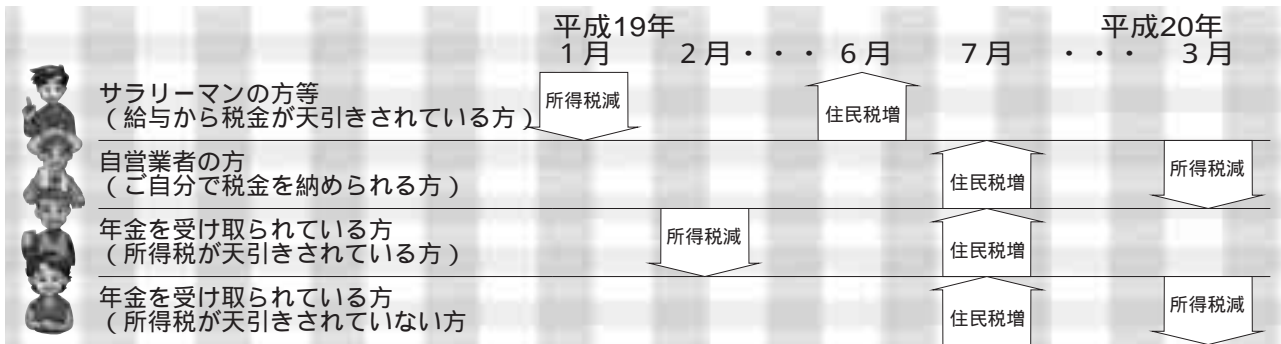 平成19年 平成20年
1月 2月・・・ 6月 7月 ・・・ 3月
サラリーマンの方等
（給与から税金が天引きされている方）
所得税減
住民税増
自営業者の方
（ご自分で税金を納められる方）
住民税増
所得税減
年金を受け取られている方
（所得税が天引きされている方）
所得税減
住民税増
年金を受け取られている方
（所得税が天引きされていない方
住民税増
所得税減